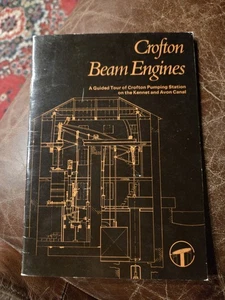 Crofton
Beam Engines
A Guided Tour of Crofton Pumping Station
on the Kennet and Avon Canal